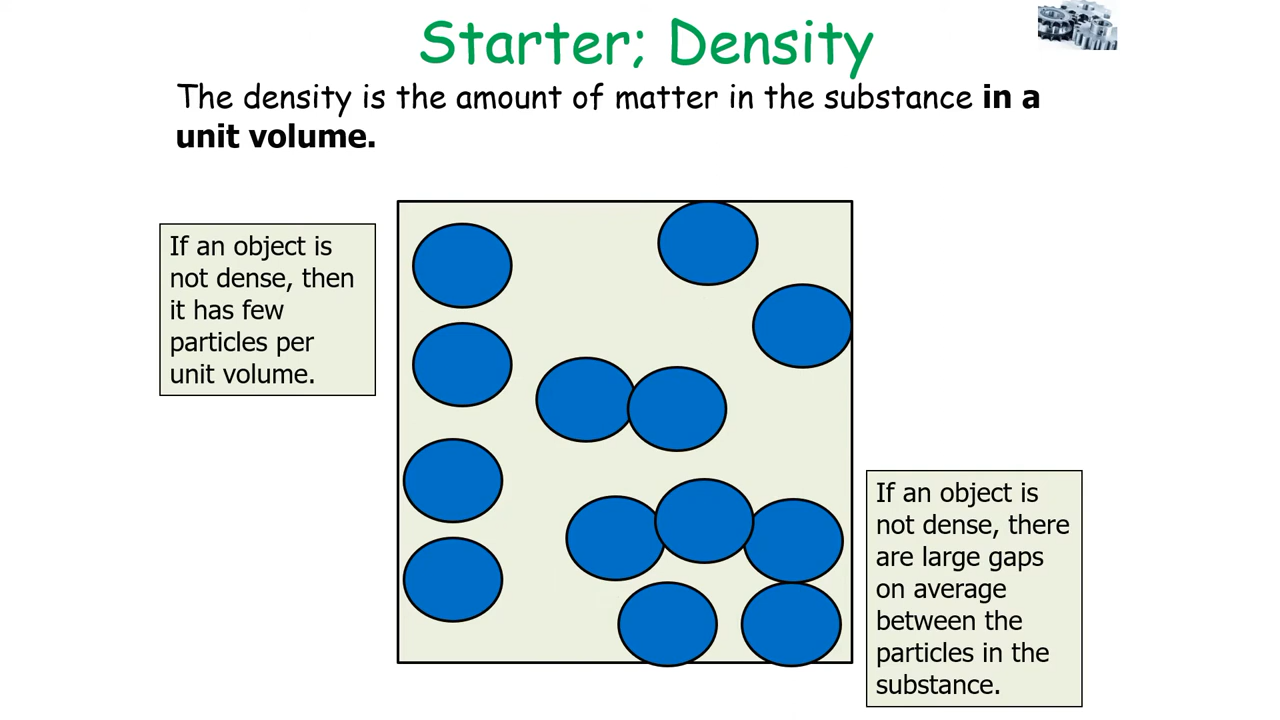 Starter; Density
The density is the amount of matter in the substance in a
unit volume.
If an object is
not dense, then
it has few
particles per
unit volume.
If an object is
not dense, there
are large gaps
on average
between the
particles in the
substance.